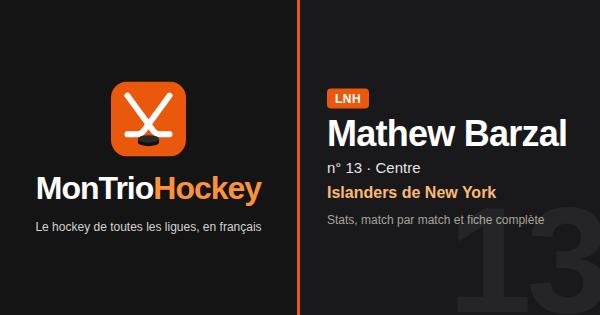 MonTrioHockey
Le hockey de toutes les ligues, en français
LNH
Mathew Barzal
n° 13 · Centre
Islanders de New York
Stats, match par match et fiche complète
13